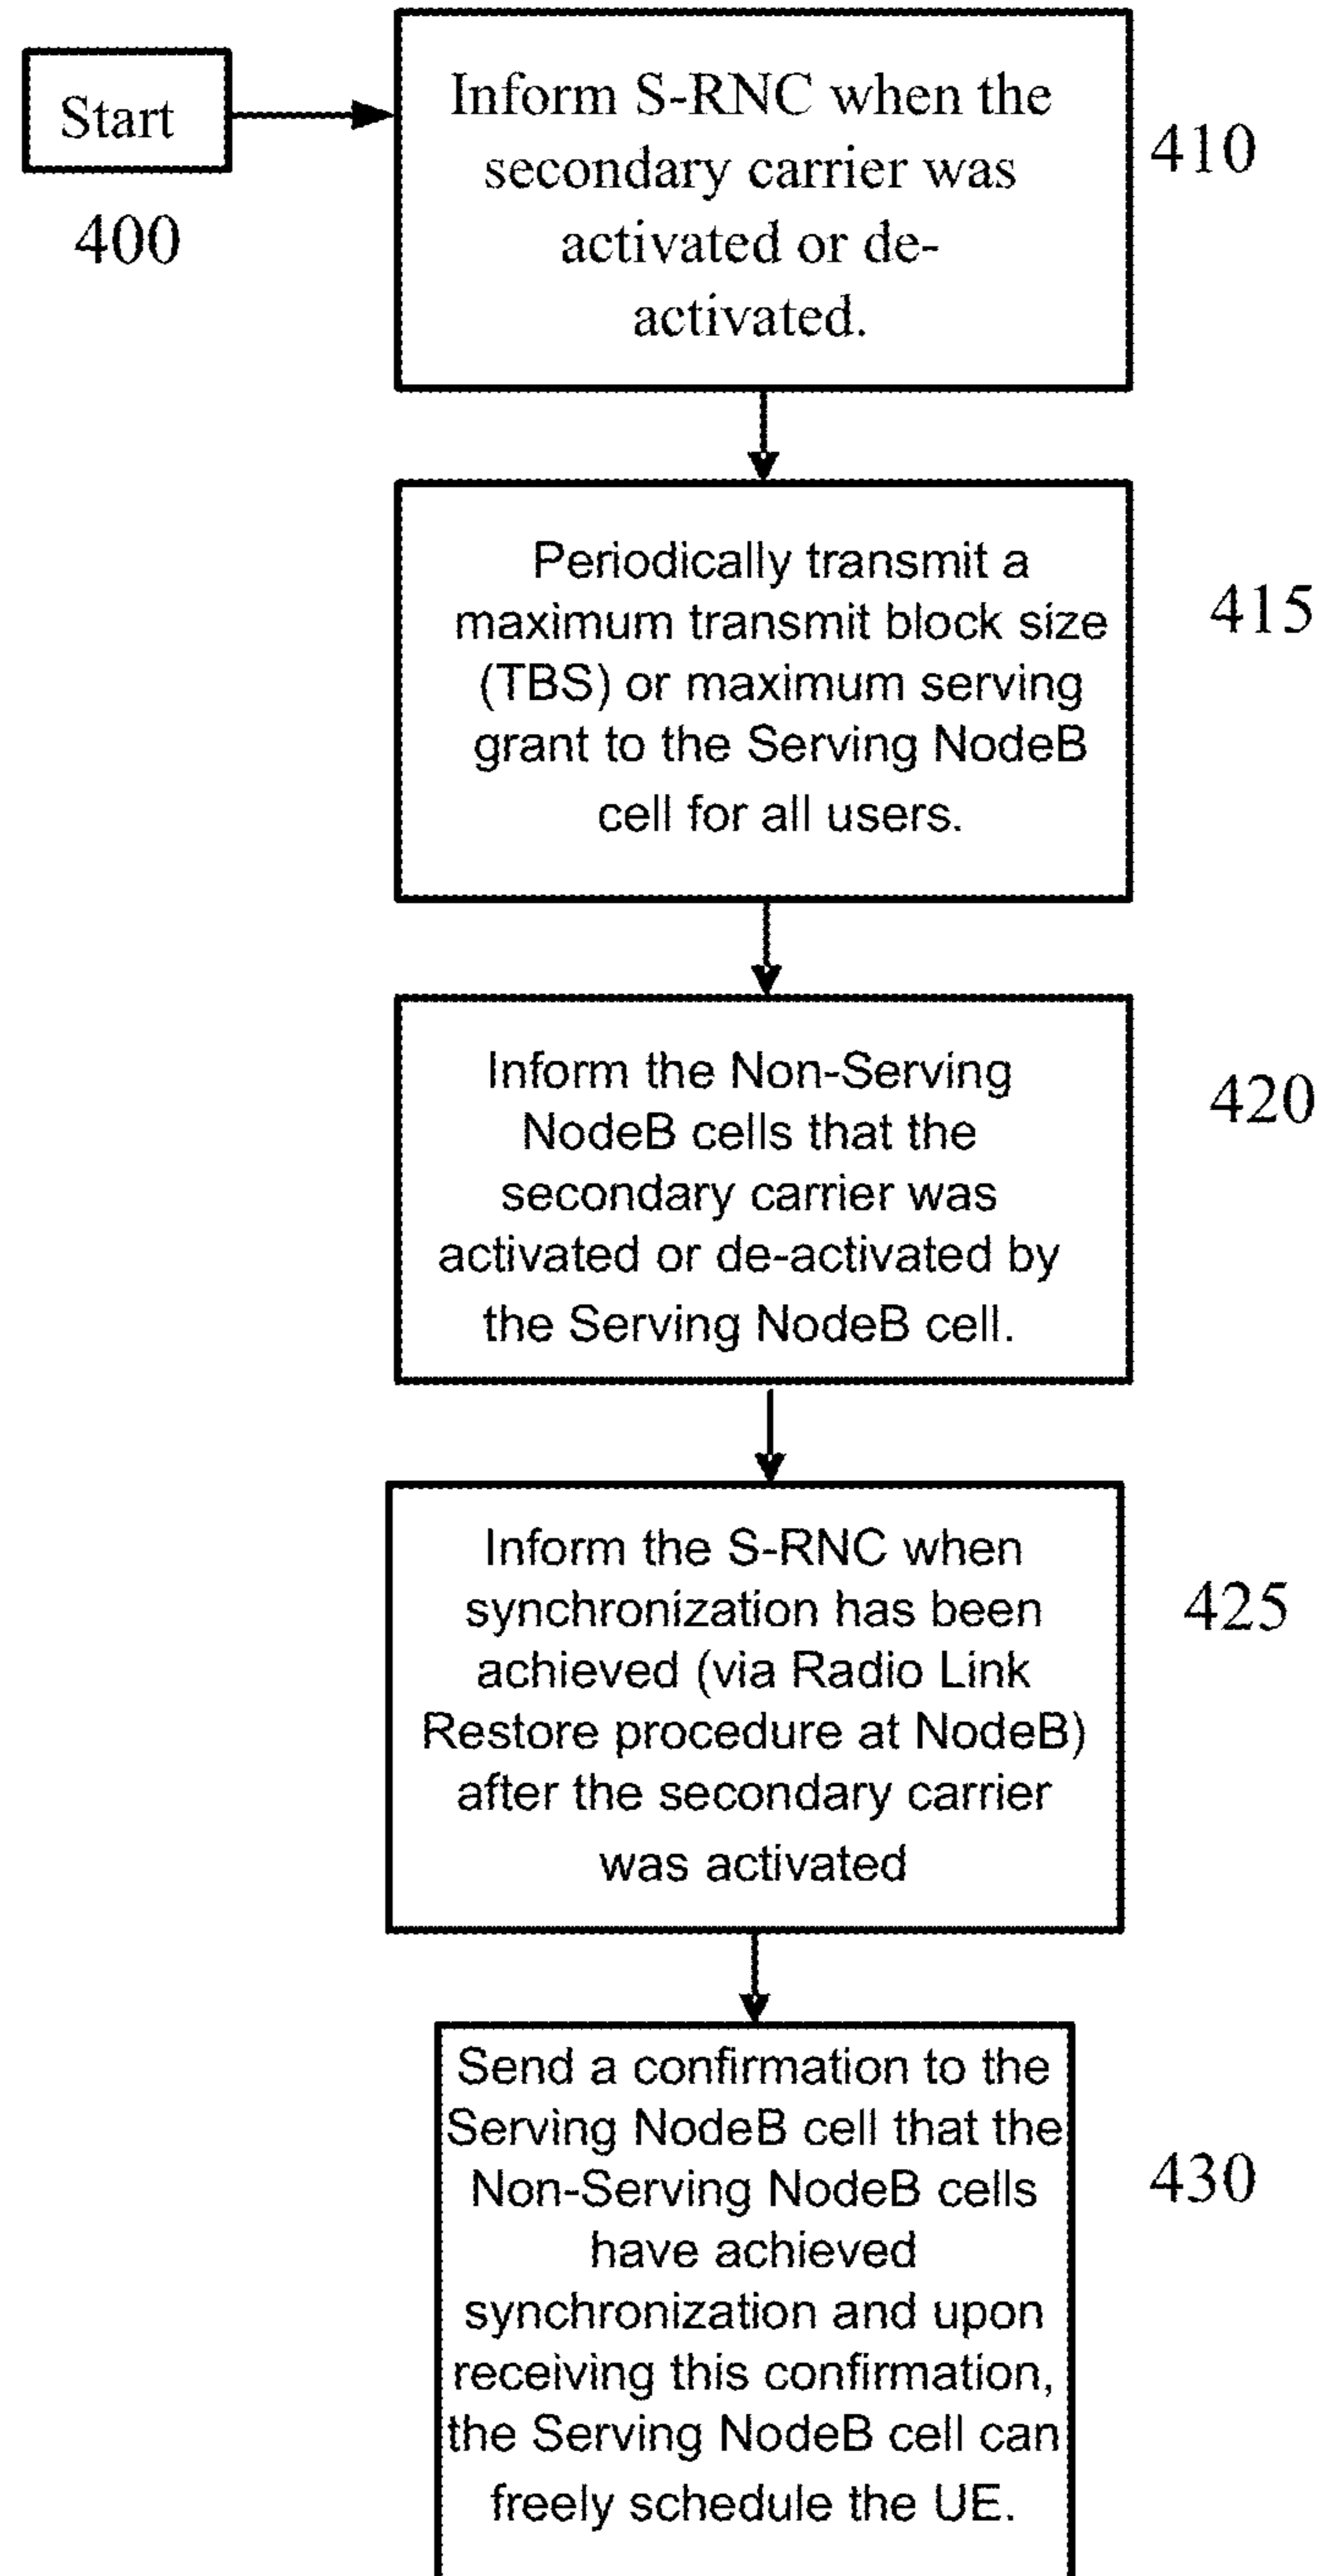 Start
400
Inform S-RNC when the
secondary carrier was
activated or de-
activated.
410
Periodically transmit a
maximum transmit block size
(TBS) or maximum serving
grant to the Serving NodeB
cell for all users.
415
Inform the Non-Serving
NodeB cells that the
secondary carrier was
activated or de-activated by
the Serving NodeB cell.
420
Inform the S-RNC when
synchronization has been
achieved (via Radio Link
Restore procedure at NodeB)
after the secondary carrier
was activated
425
Send a confirmation to the
Serving NodeB cell that the
Non-Serving NodeB cells
have achieved
synchronization and upon
receiving this confirmation,
the Serving NodeB cell can
freely schedule the UE.
430